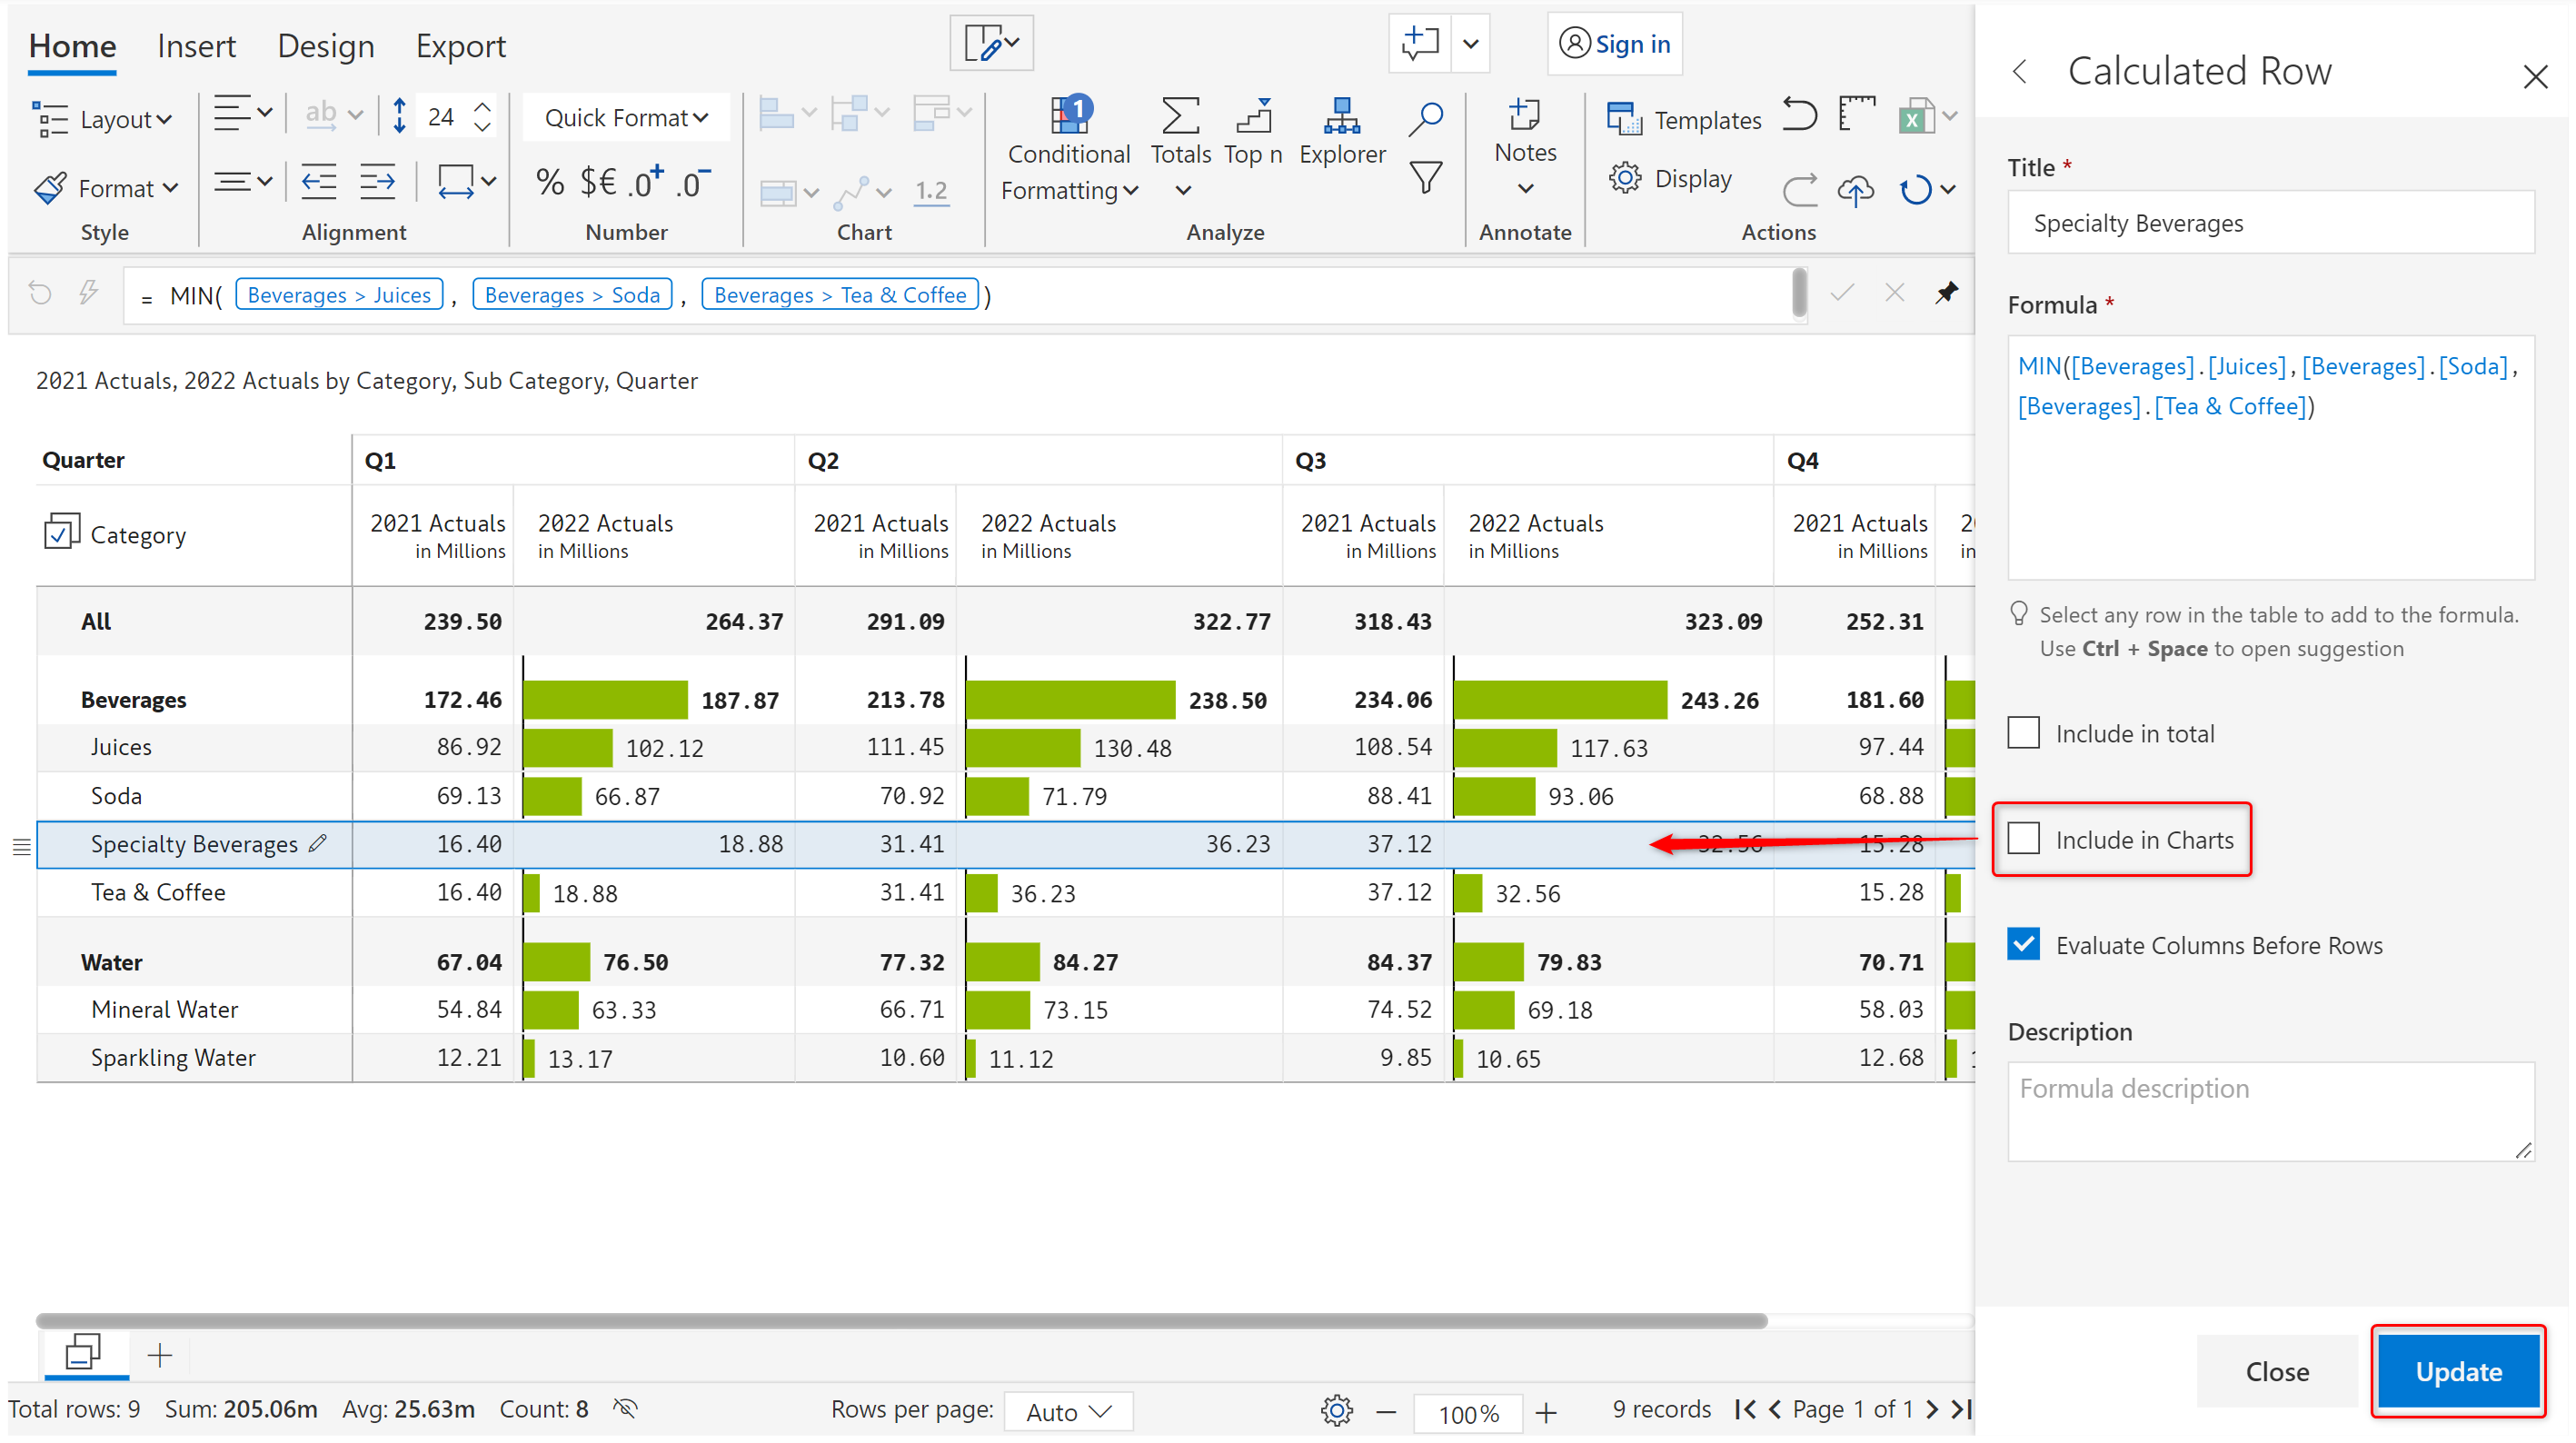 Home Insert Design Export Sign in
Layout ab 24 Quick Format Conditional Formatting 1 Totals Top n Explorer Notes Templates
Format % $€ .0+ .0- 1.2 Display
Style Alignment Number Chart Analyze Annotate Actions
= MIN( Beverages > Juices , Beverages > Soda , Beverages > Tea & Coffee )
2021 Actuals, 2022 Actuals by Category, Sub Category, Quarter
Quarter Q1 Q2 Q3 Q4
Category 2021 Actuals 2022 Actuals 2021 Actuals 2022 Actuals 2021 Actuals 2022 Actuals 2021 Actuals
in Millions in Millions in Millions in Millions in Millions in Millions in Millions in
All 239.50 264.37 291.09 322.77 318.43 323.09 252.31
Beverages 172.46 187.87 213.78 238.50 234.06 243.26 181.60
Juices 86.92 102.12 111.45 130.48 108.54 117.63 97.44
Soda 69.13 66.87 70.92 71.79 88.41 93.06 68.88
Specialty Beverages 16.40 18.88 31.41 36.23 37.12 32.56 15.28
Tea & Coffee 16.40 18.88 31.41 36.23 37.12 32.56 15.28
Water 67.04 76.50 77.32 84.27 84.37 79.83 70.71
Mineral Water 54.84 63.33 66.71 73.15 74.52 69.18 58.03
Sparkling Water 12.21 13.17 10.60 11.12 9.85 10.65 12.68
Total rows: 9 Sum: 205.06m Avg: 25.63m Count: 8 Rows per page: Auto 100% 9 records Page 1 of 1
Calculated Row
Title *
Specialty Beverages
Formula *
MIN([Beverages].[Juices],[Beverages].[Soda],
[Beverages].[Tea & Coffee])
Select any row in the table to add to the formula.
Use Ctrl + Space to open suggestion
Include in total
Include in Charts
Evaluate Columns Before Rows
Description
Formula description
Close Update